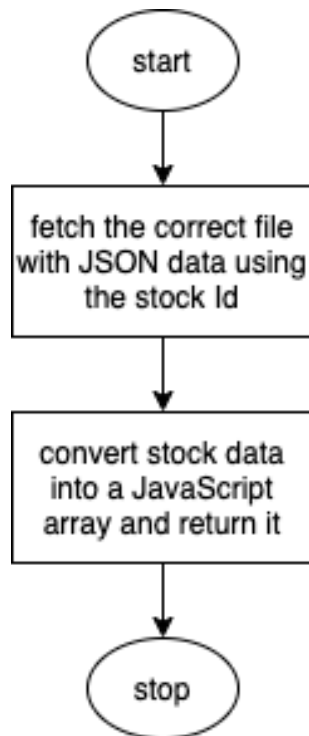 start
fetch the correct file
with JSON data using
the stock Id
convert stock data
into a JavaScript
array and return it
stop